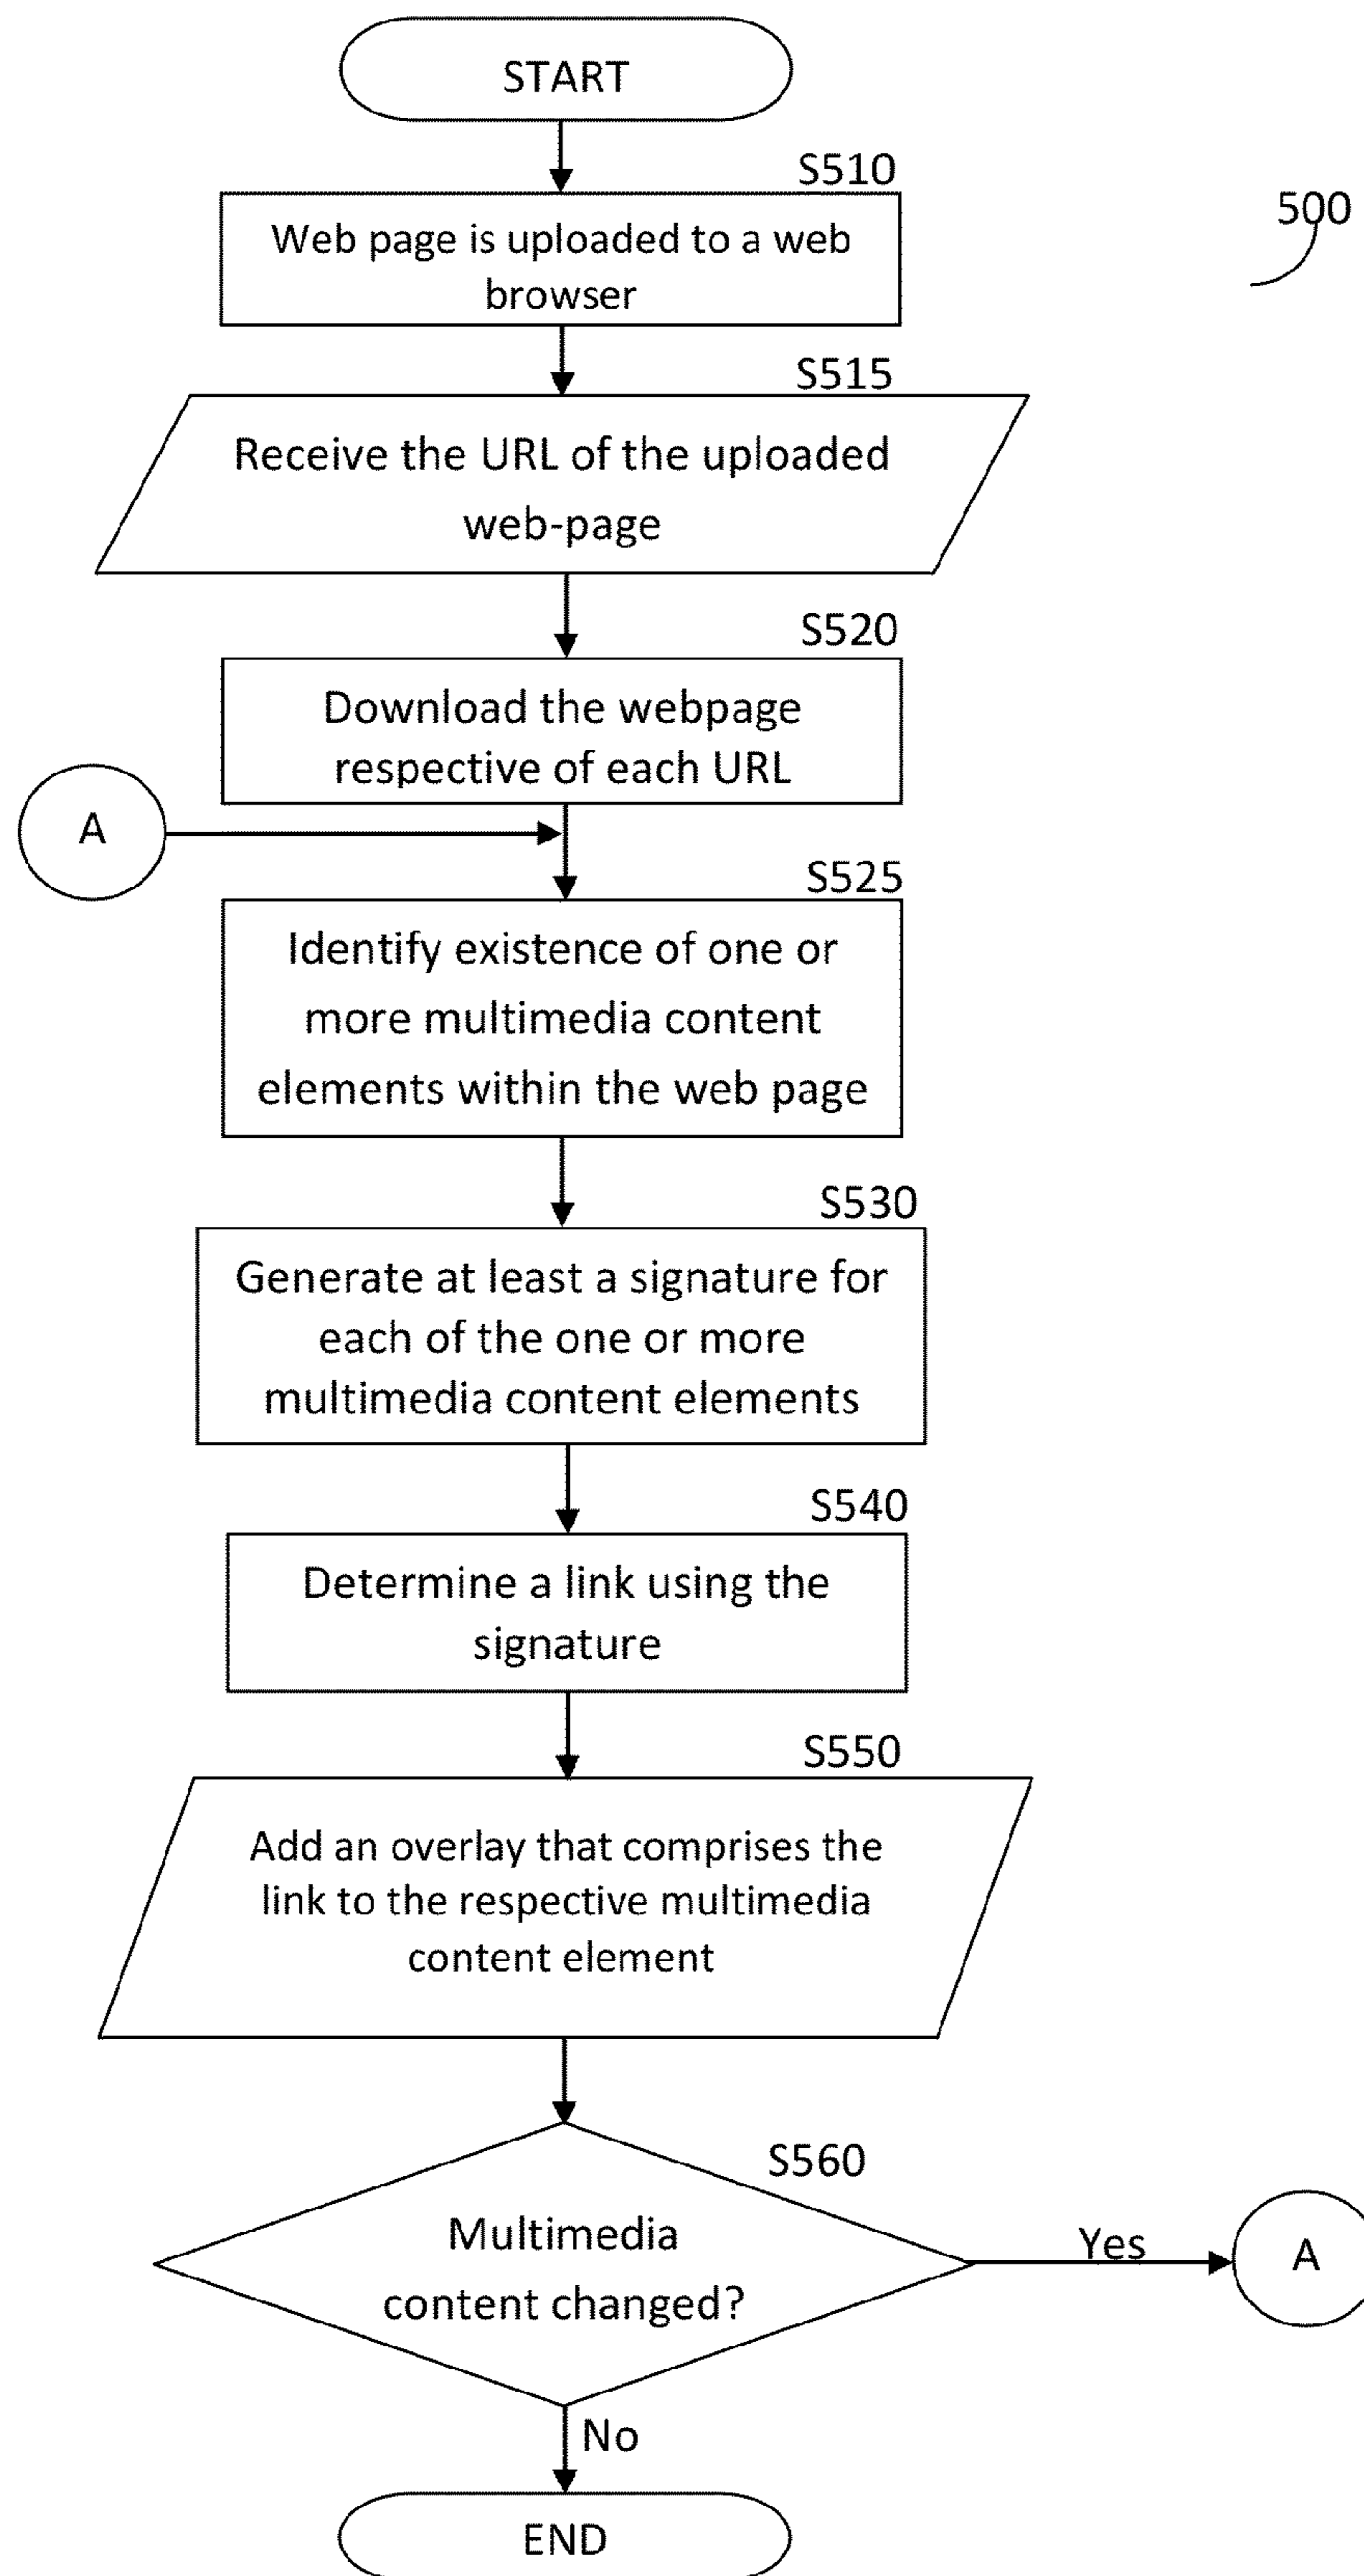 START
S510
500
Web page is uploaded to a web
browser
S515
Receive the URL of the uploaded
web-page
S520
Download the webpage
respective of each URL
A
S525
Identify existence of one or
more multimedia content
elements within the web page
S530
Generate at least a signature for
each of the one or more
multimedia content elements
S540
Determine a link using the
signature
S550
Add an overlay that comprises the
link to the respective multimedia
content element
S560
Multimedia
content changed?
Yes
A
No
END